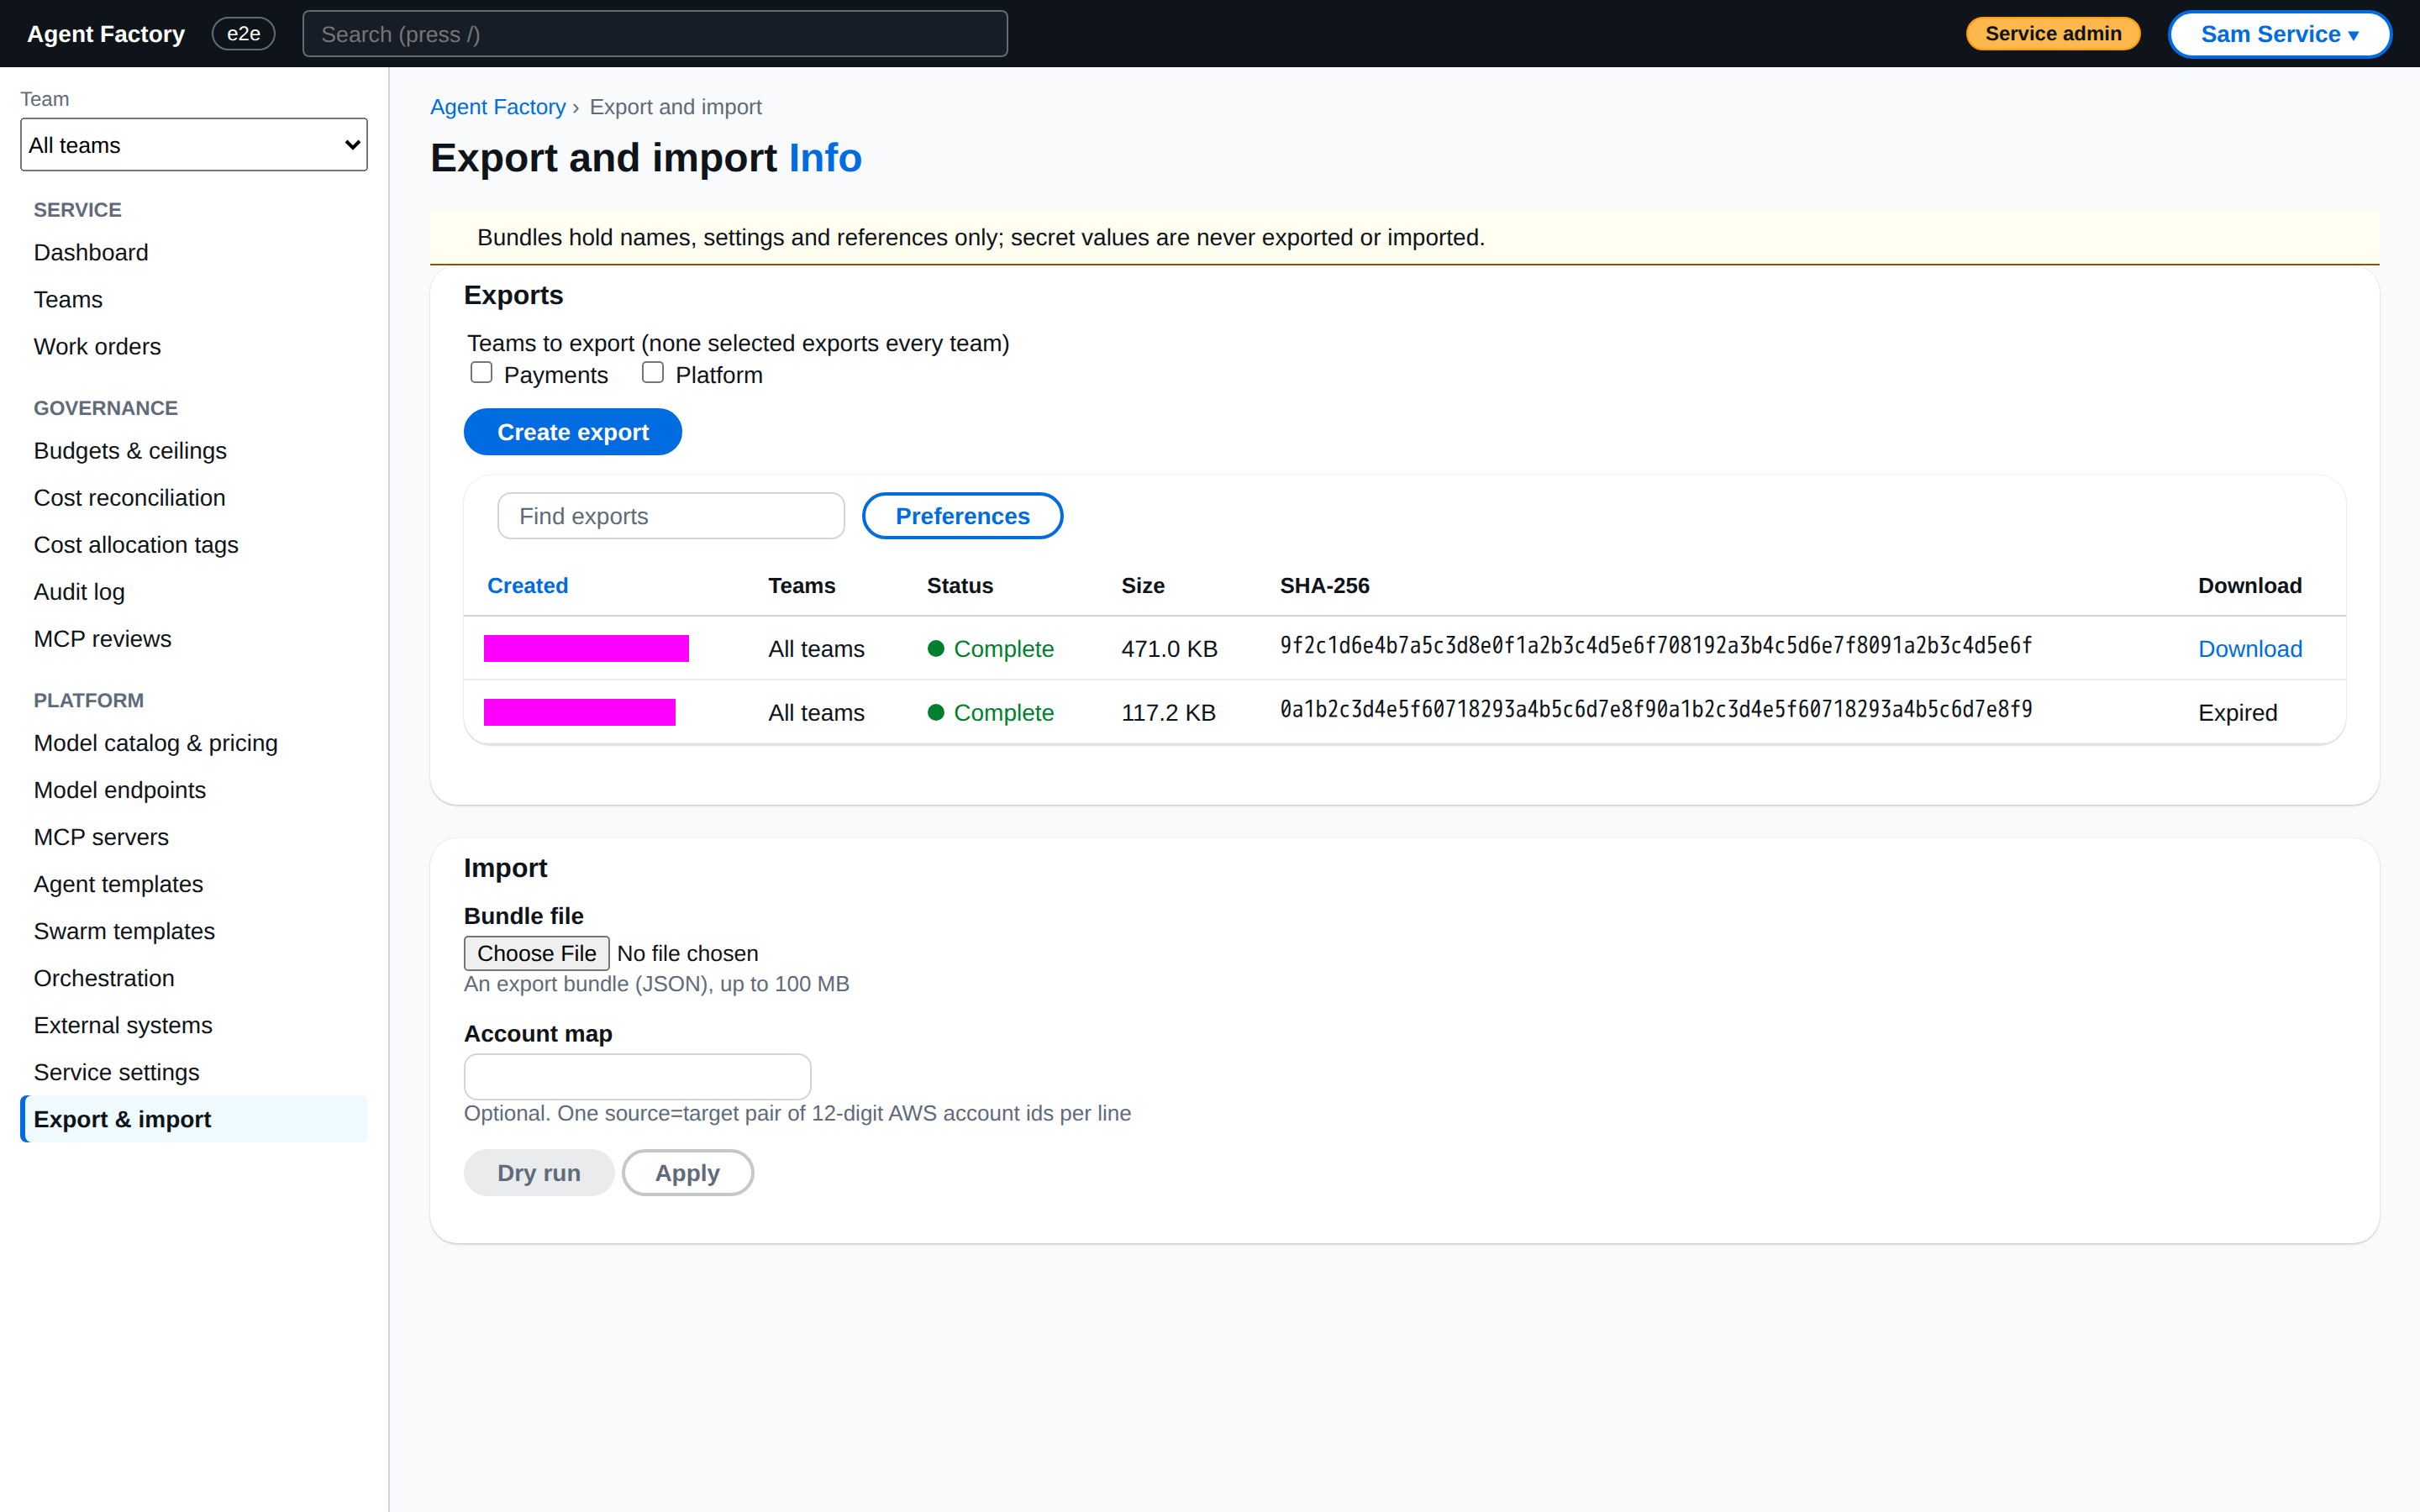 Agent Factory e2e Search (press /) Service admin Sam Service ▾
Team
All teams
SERVICE
Dashboard
Teams
Work orders
GOVERNANCE
Budgets & ceilings
Cost reconciliation
Cost allocation tags
Audit log
MCP reviews
PLATFORM
Model catalog & pricing
Model endpoints
MCP servers
Agent templates
Swarm templates
Orchestration
External systems
Service settings
Export & import
Agent Factory › Export and import
Export and import Info
Bundles hold names, settings and references only; secret values are never exported or imported.
Exports
Teams to export (none selected exports every team)
Payments Platform
Create export
Find exports Preferences
Created Teams Status Size SHA-256 Download
All teams Complete 471.0 KB 9f2c1d6e4b7a5c3d8e0f1a2b3c4d5e6f708192a3b4c5d6e7f8091a2b3c4d5e6f Download
All teams Complete 117.2 KB 0a1b2c3d4e5f60718293a4b5c6d7e8f90a1b2c3d4e5f60718293a4b5c6d7e8f9 Expired
Import
Bundle file
Choose File No file chosen
An export bundle (JSON), up to 100 MB
Account map
Optional. One source=target pair of 12-digit AWS account ids per line
Dry run Apply